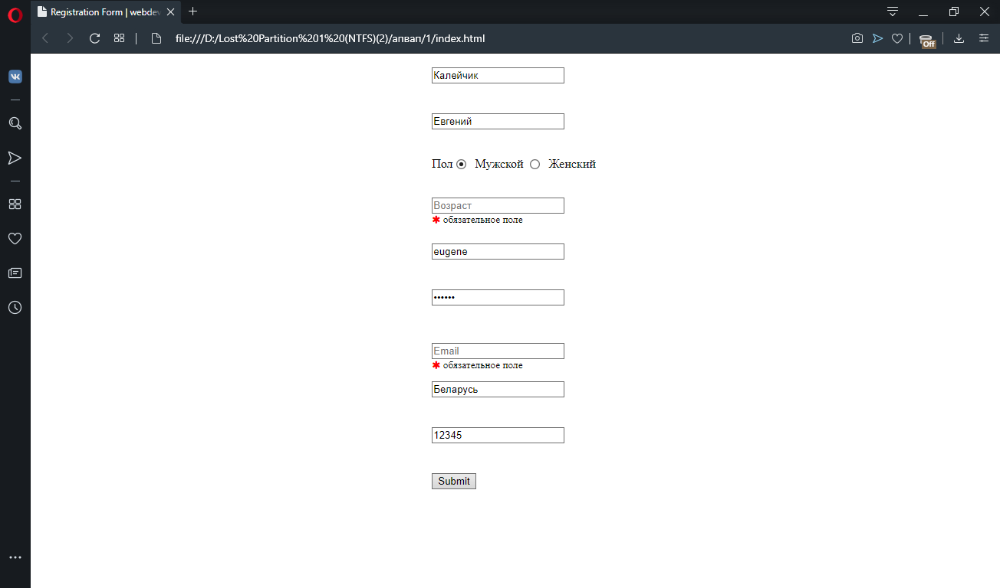 Registration Form | webdev
file:///D:/Lost%20Partition%201%20(NTFS)(2)/апвап/1/index.html
Off
Калейчик
Евгений
Пол Мужской Женский
Возраст
✱ обязательное поле
eugene
••••••
Email
✱ обязательное поле
Беларусь
12345
Submit